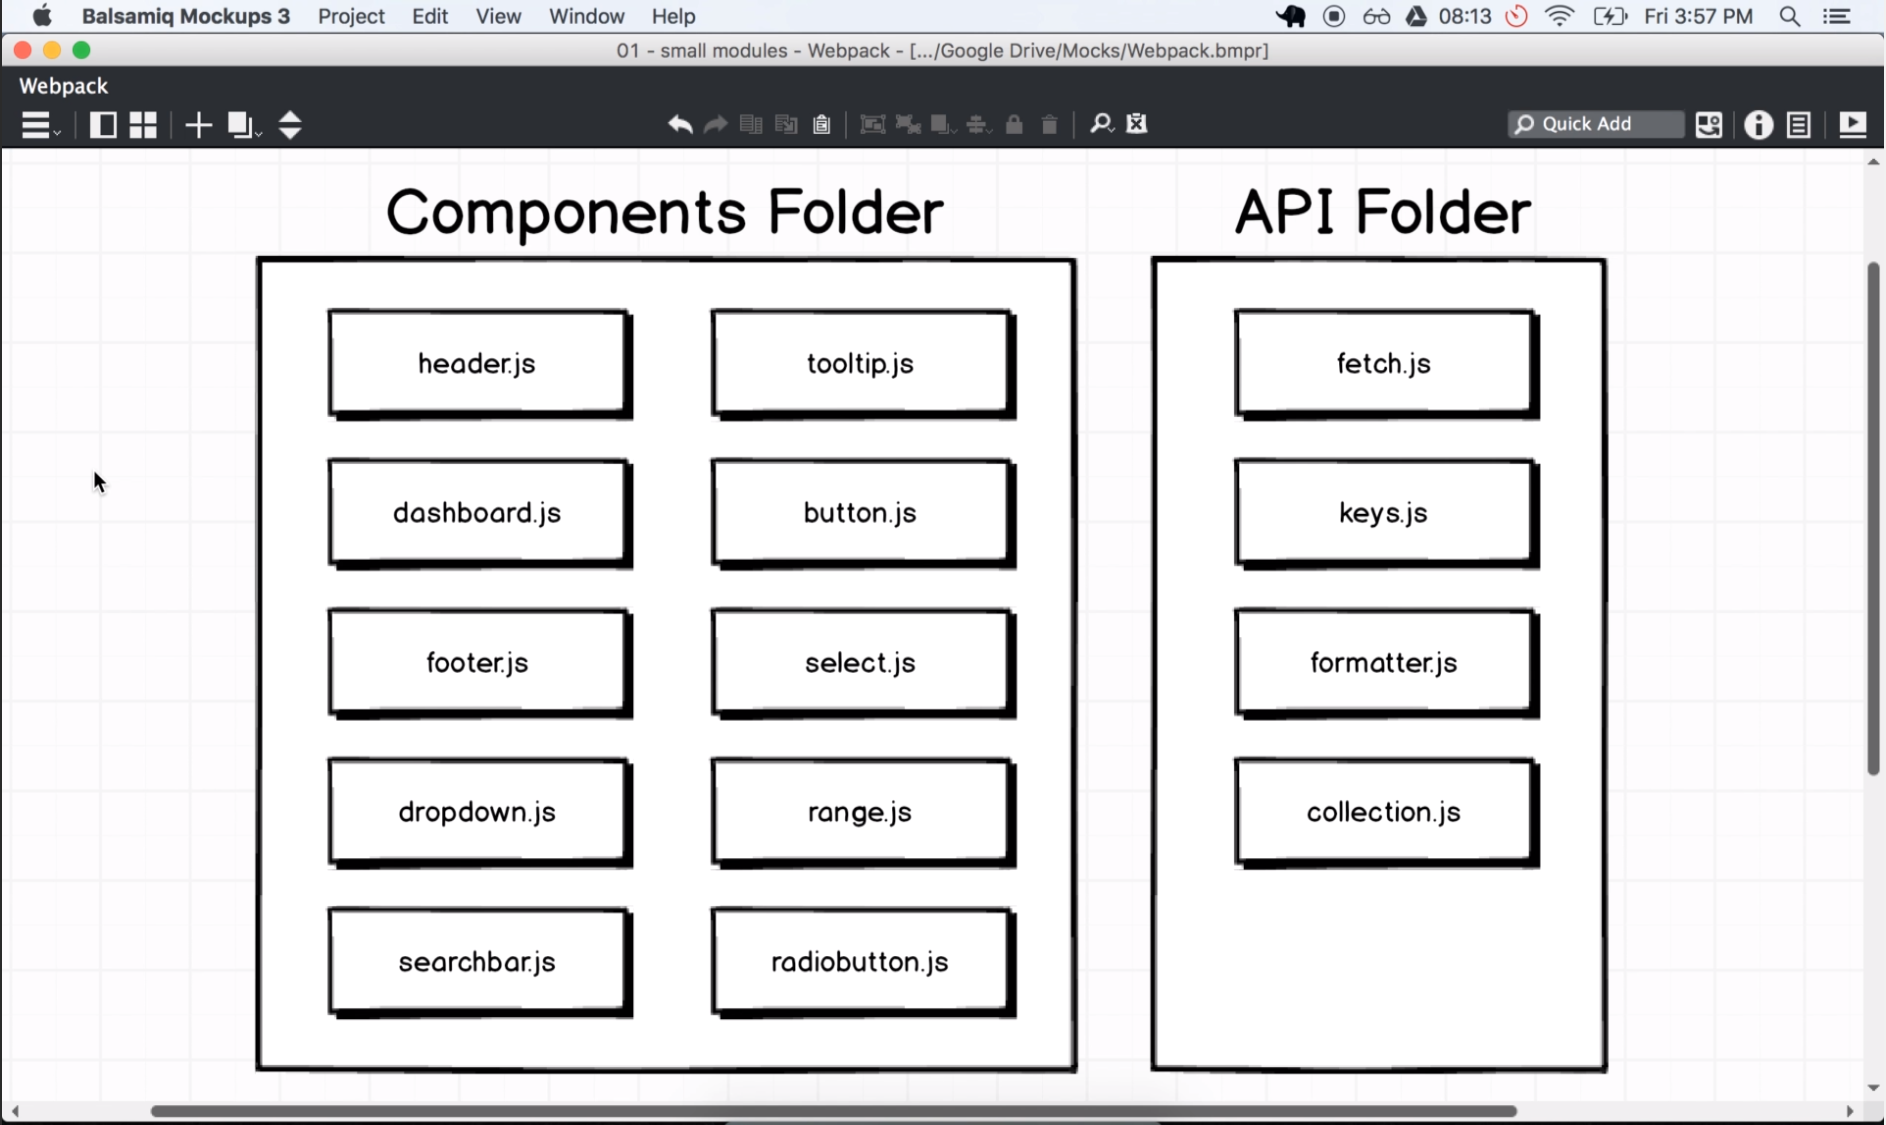 Balsamiq Mockups 3 Project Edit View Window Help 08:13 Fri 3:57 PM
01 - small modules - Webpack - [.../Google Drive/Mocks/Webpack.bmpr]
Webpack
Quick Add
Components Folder
header.js tooltip.js
dashboard.js button.js
footer.js select.js
dropdown.js range.js
searchbar.js radiobutton.js
API Folder
fetch.js
keys.js
formatter.js
collection.js